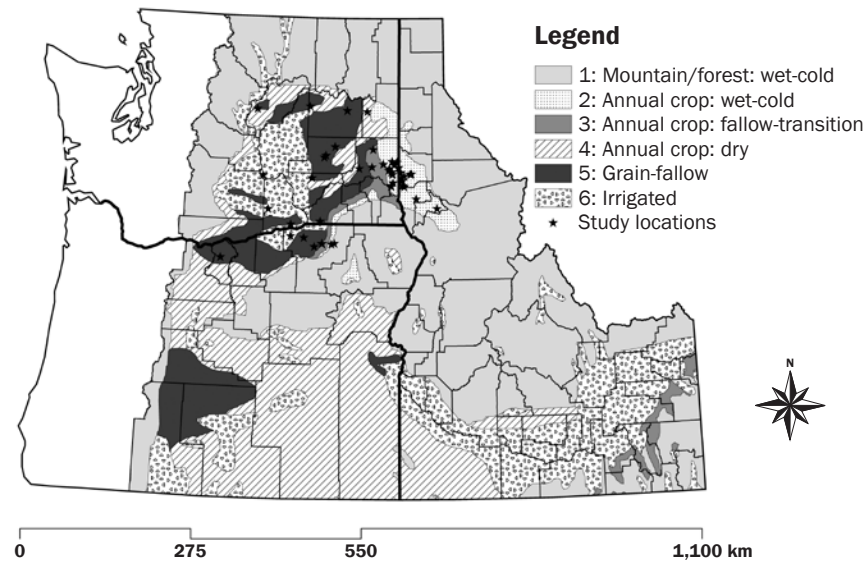 Legend
1: Mountain/forest: wet-cold
2: Annual crop: wet-cold
3: Annual crop: fallow-transition
4: Annual crop: dry
5: Grain-fallow
6: Irrigated
Study locations
N
0 275 550 1,100 km